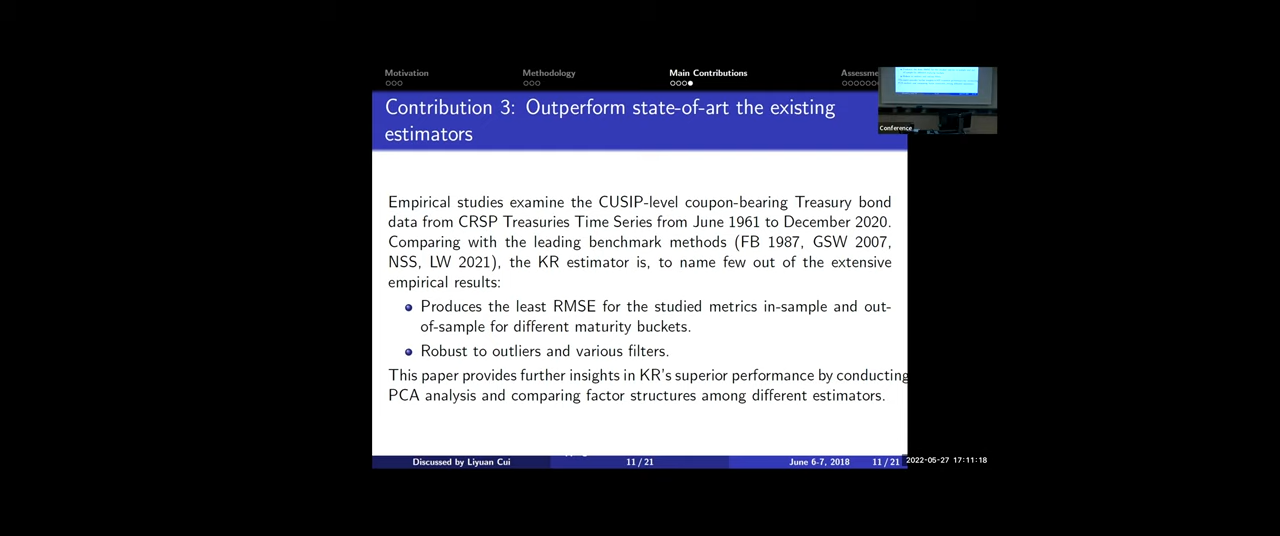 Motivation Methodology Main Contributions Assessme
Contribution 3: Outperform state-of-art the existing
estimators
Conference
Empirical studies examine the CUSIP-level coupon-bearing Treasury bond
data from CRSP Treasuries Time Series from June 1961 to December 2020.
Comparing with the leading benchmark methods (FB 1987, GSW 2007,
NSS, LW 2021), the KR estimator is, to name few out of the extensive
empirical results:
Produces the least RMSE for the studied metrics in-sample and out-
of-sample for different maturity buckets.
Robust to outliers and various filters.
This paper provides further insights in KR's superior performance by conducting
PCA analysis and comparing factor structures among different estimators.
Discussed by Liyuan Cui 11 / 21 June 6-7, 2018 11 / 21
2022-05-27 17:11:18